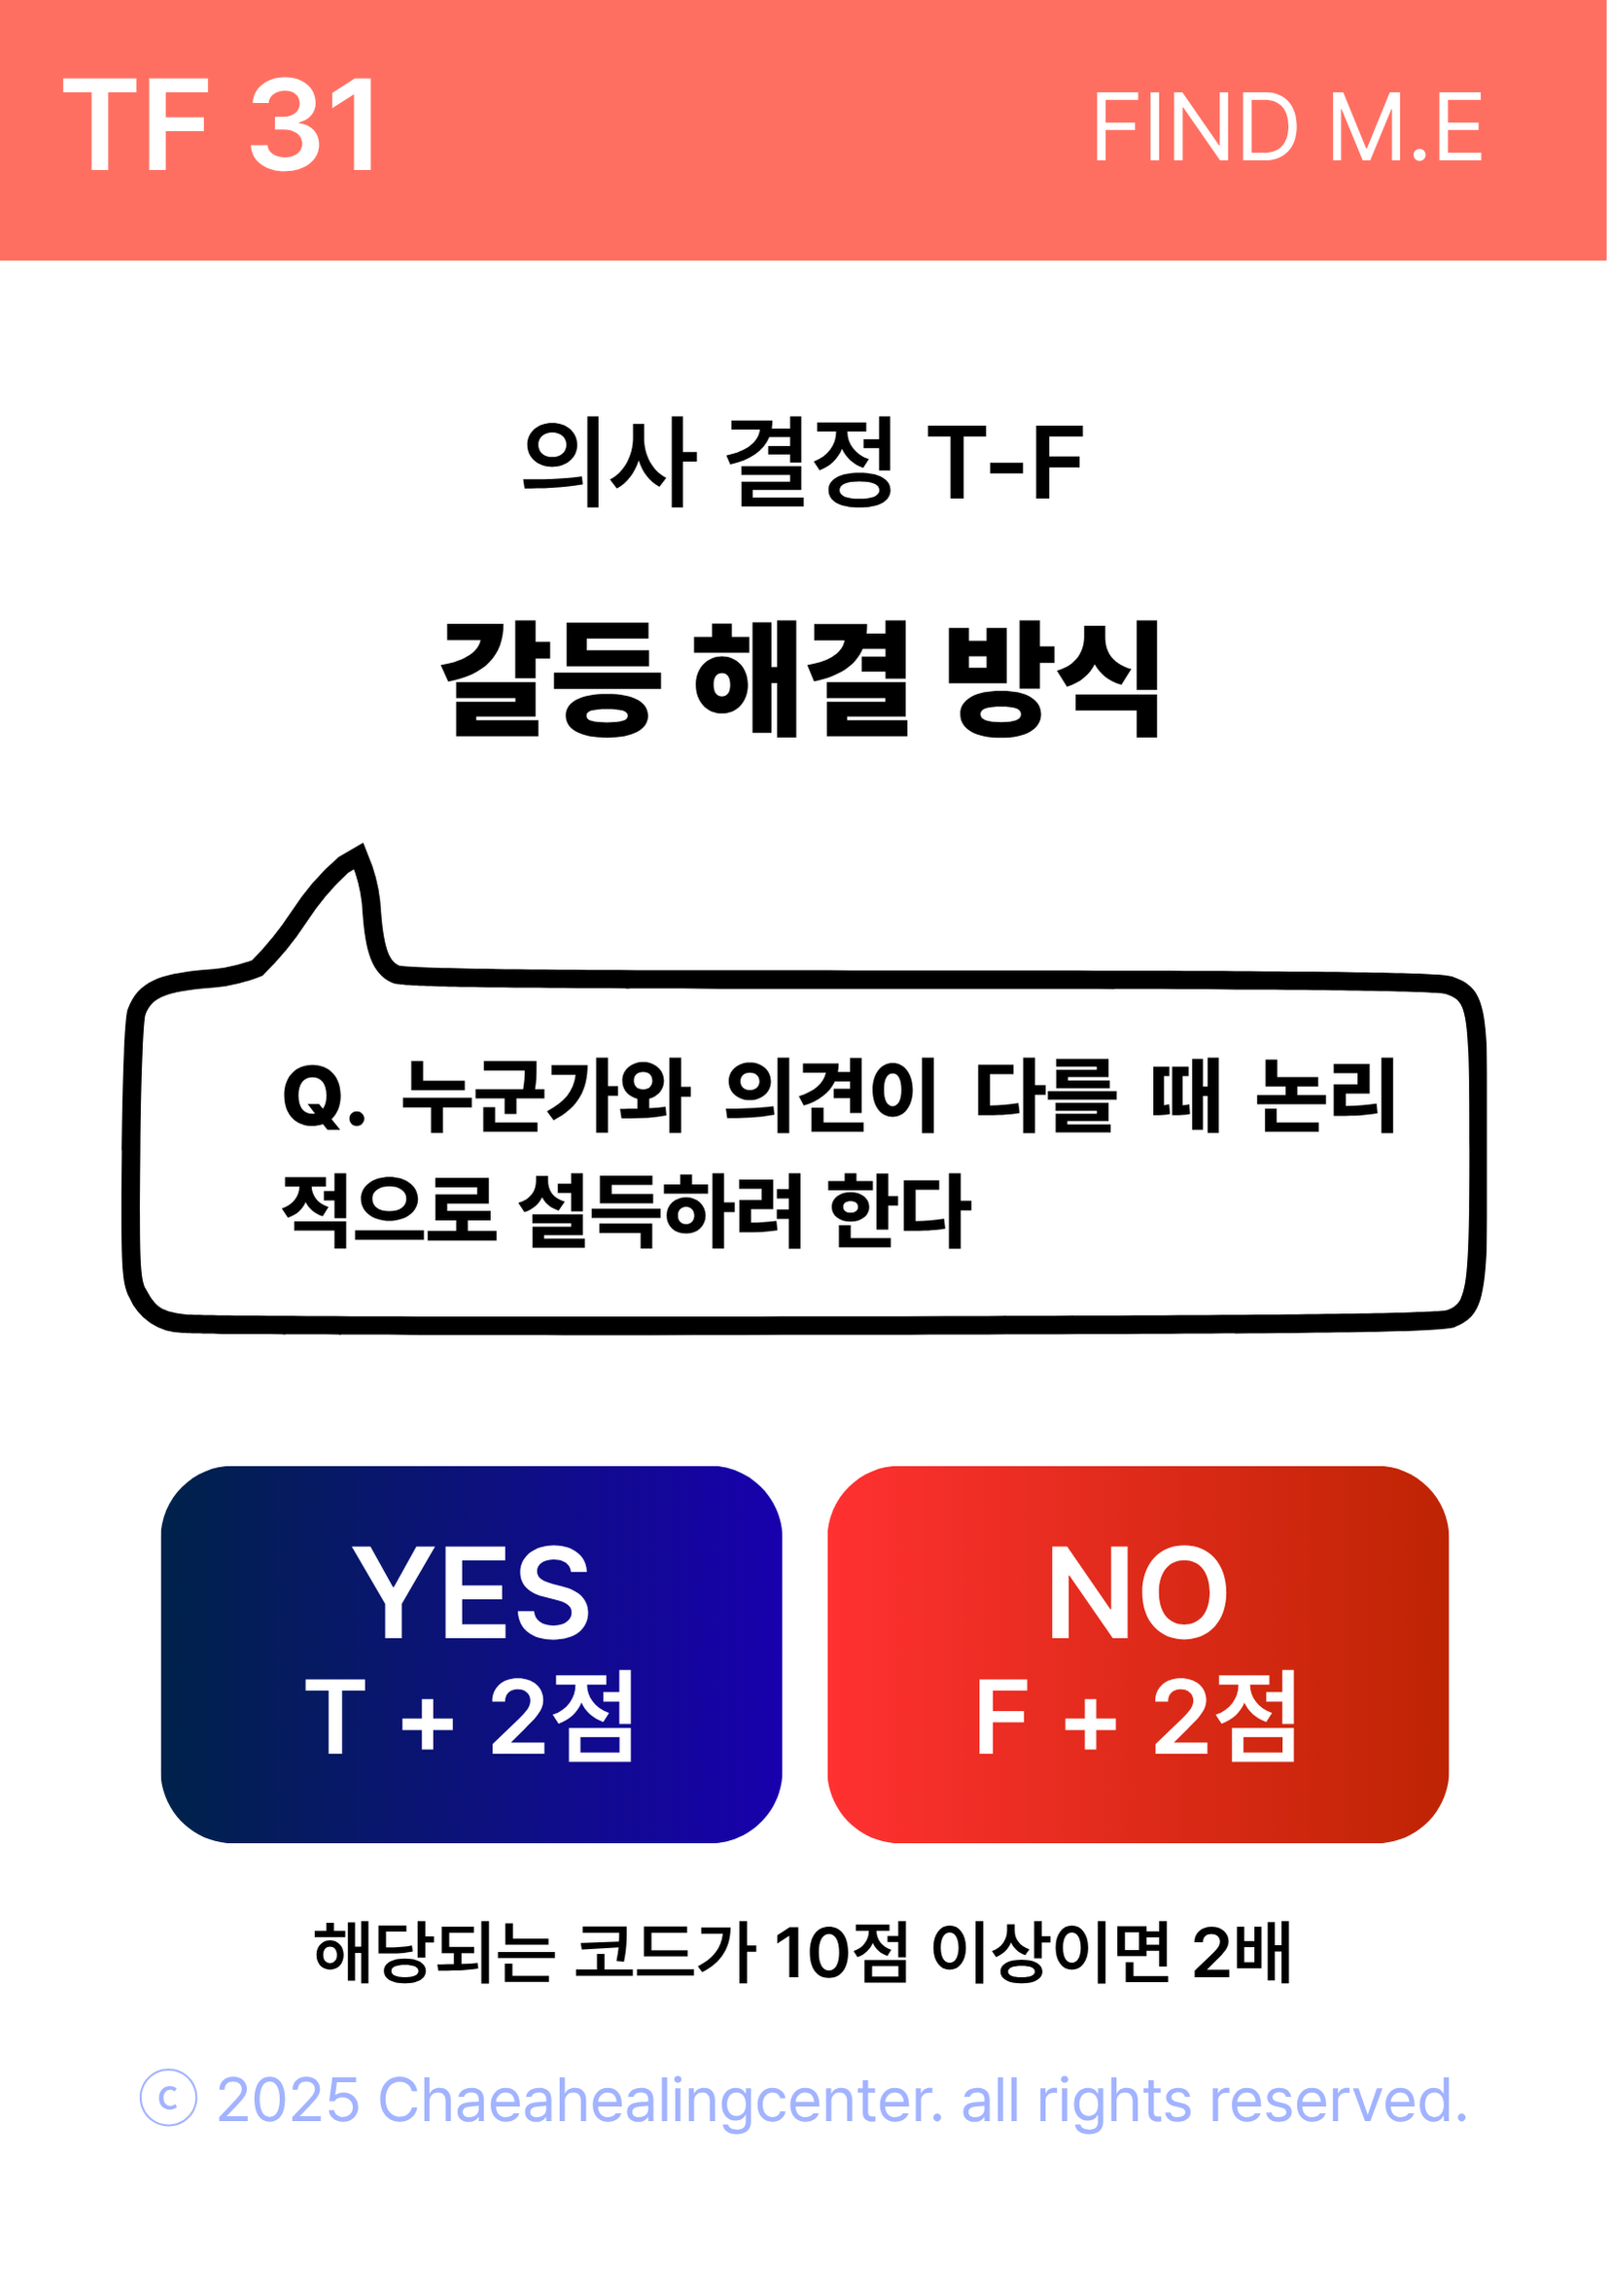 TF 31
FIND M.E
의사 결정 T-F
갈등 해결 방식
Q. 누군가와 의견이 다를 때 논리
적으로 설득하려 한다
YES
T + 2점
NO
F + 2점
해당되는 코드가 10점 이상이면 2배
© 2025 Chaeahealingcenter. all rights reserved.